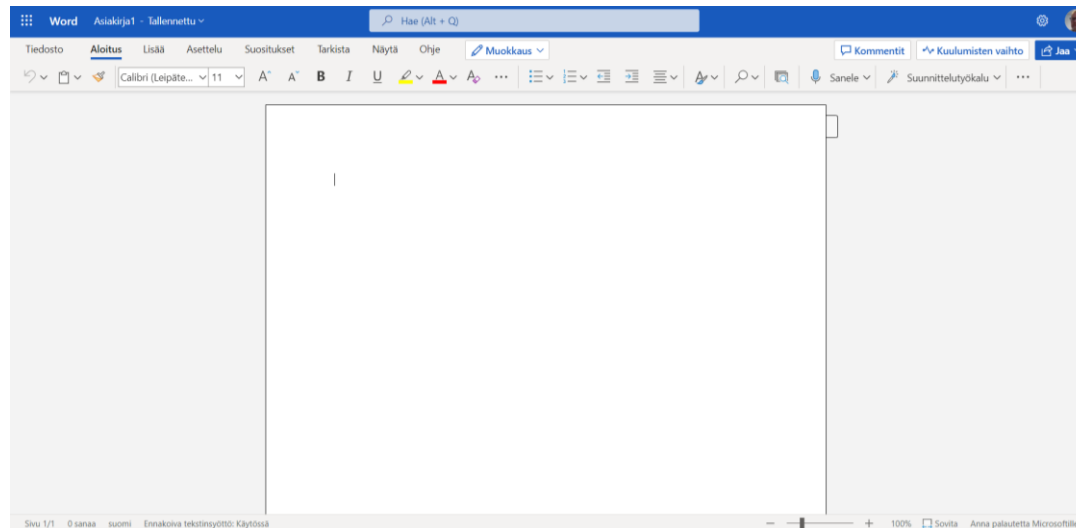 Word Asiakirja1 - Tallennettu Hae (Alt + Q)
Tiedosto Aloitus Lisää Asettelu Suositukset Tarkista Näytä Ohje Muokkaus Kommentit Kuulumisten vaihto Jaa
Calibri (Leipäte... 11 A A B I U A A ... Sanele Suunnittelutyökalu ...
Sivu 1/1 0 sanaa suomi Ennakoiva tekstinsyöttö: Käytössä 100% Sovita Anna palautetta Microsoftille